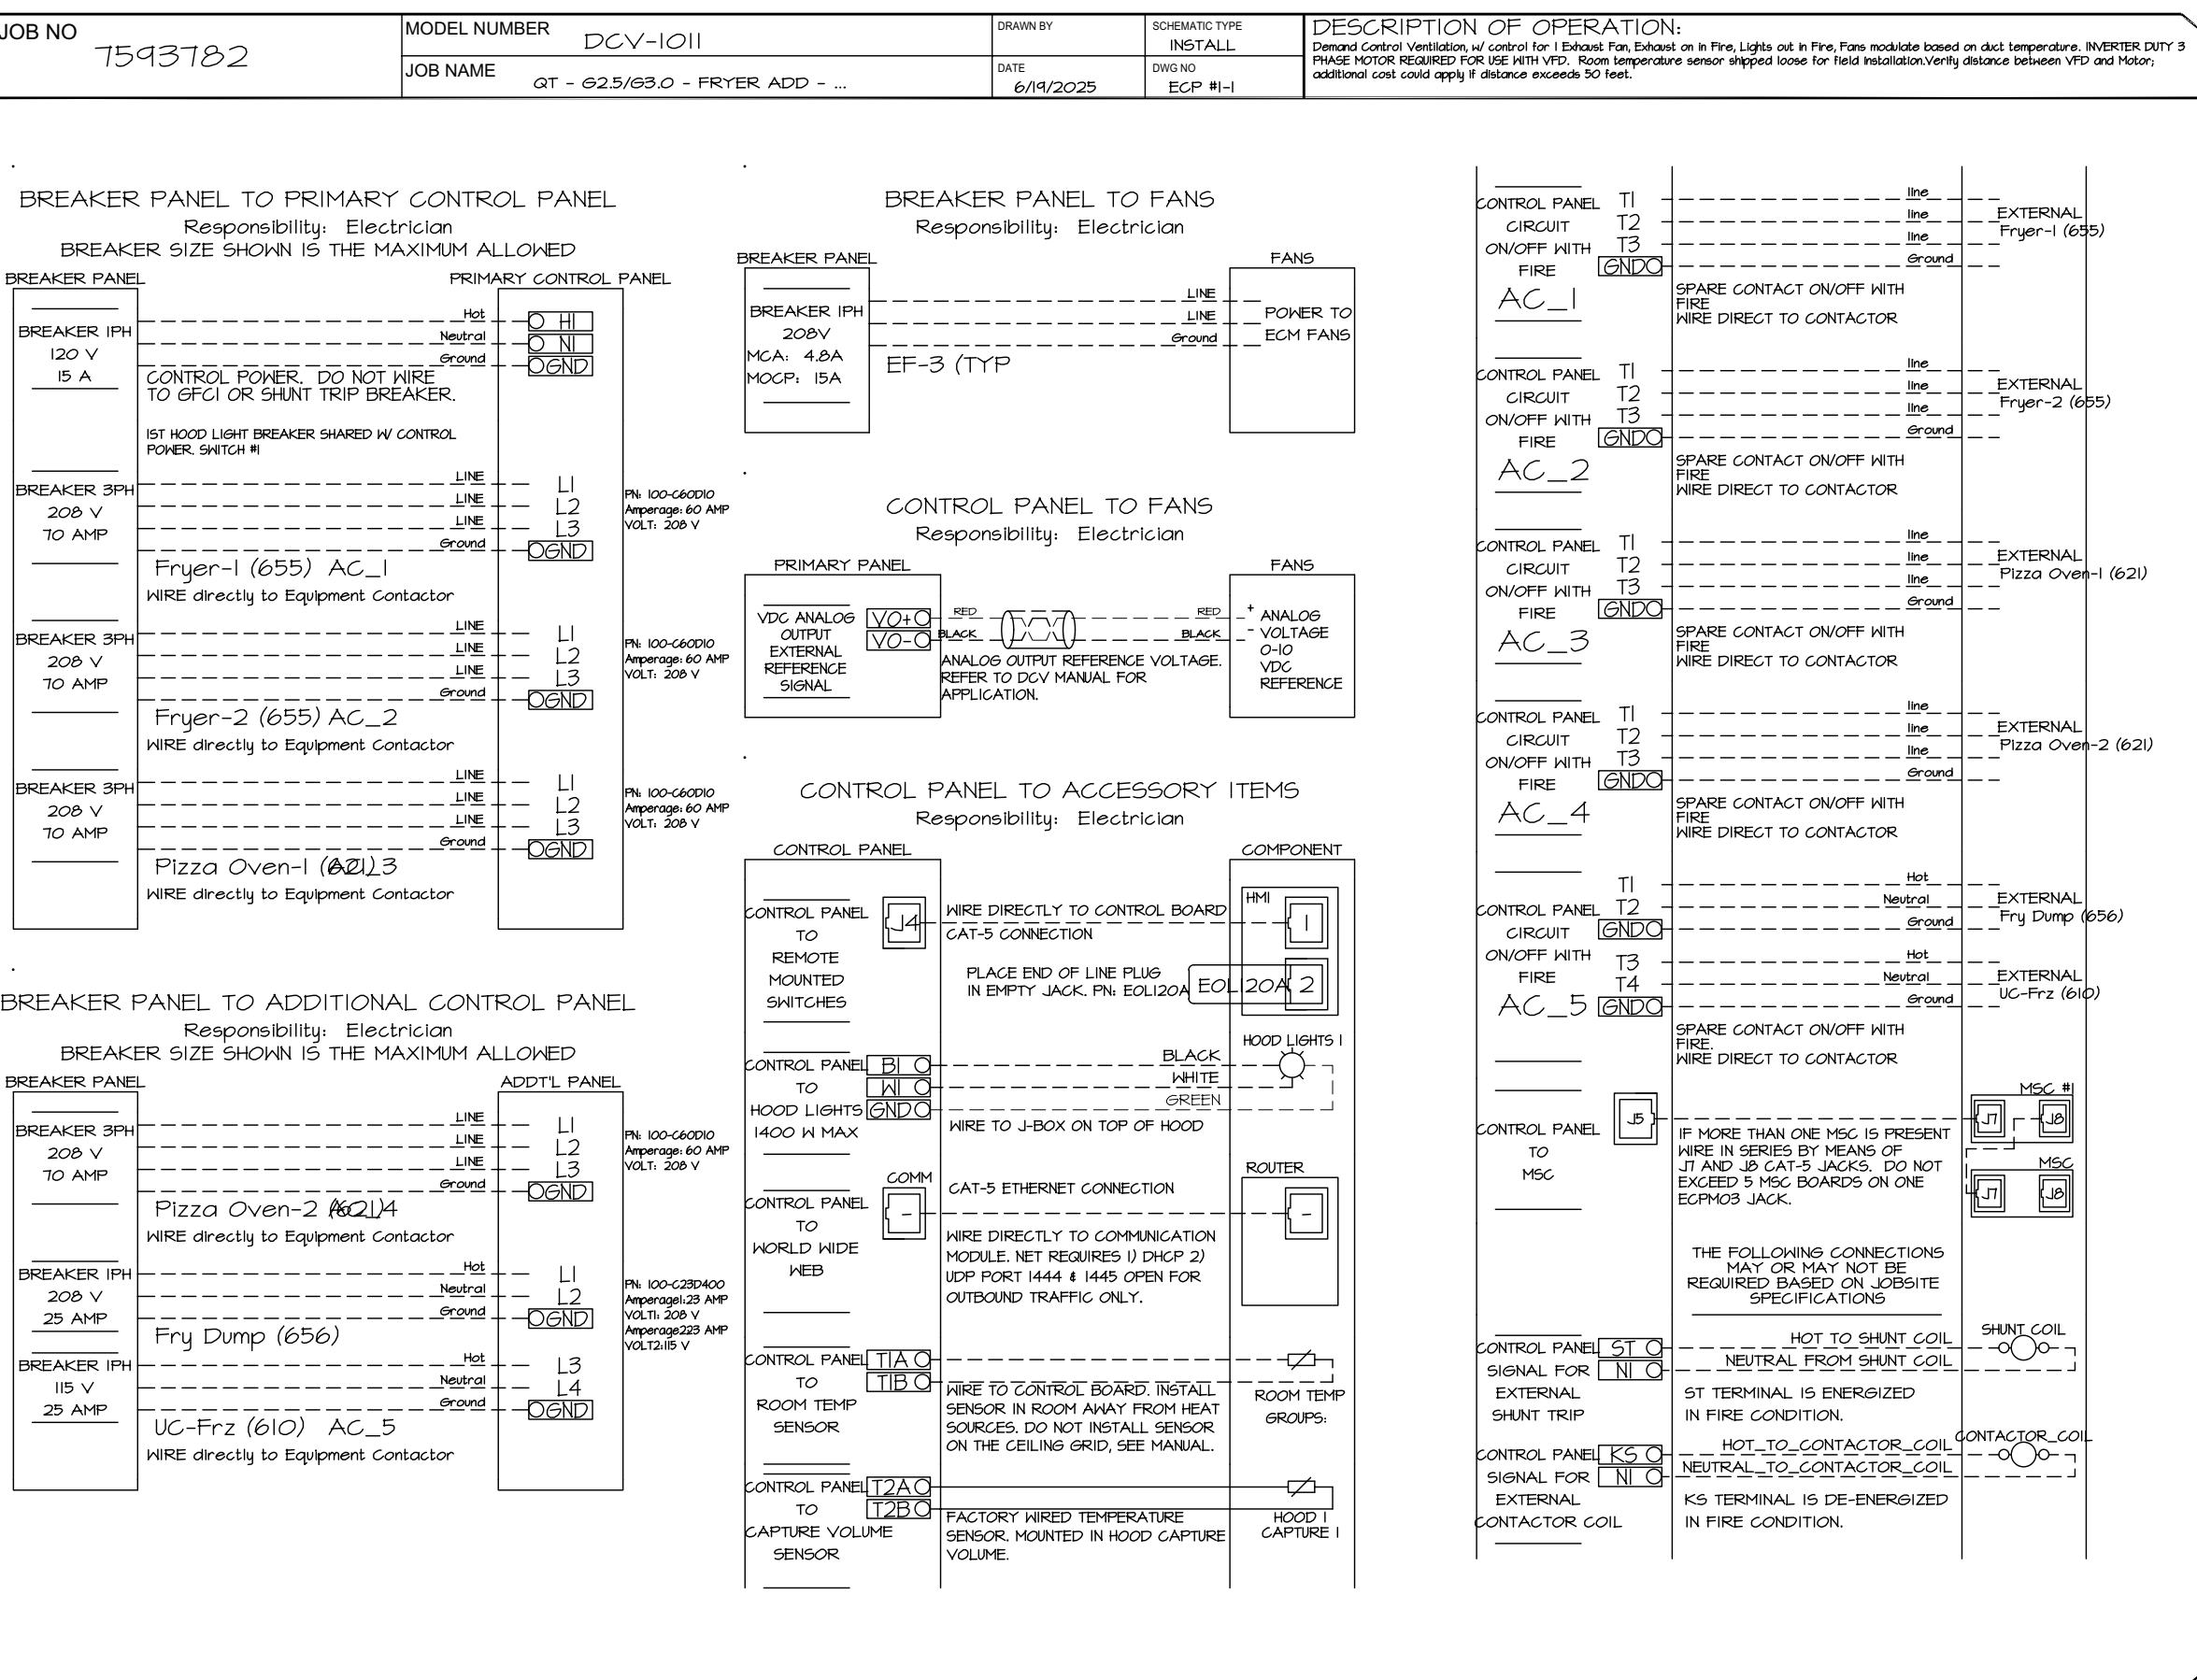 JOB NO
7593782
MODEL NUMBER
DCV-1011
JOB NAME
QT - G2.5/G3.0 - FRYER ADD - ...
DRAWN BY
DATE
6/19/2025
SCHEMATIC TYPE
INSTALL
DWG NO
ECP #1-1
DESCRIPTION OF OPERATION:
Demand Control Ventilation, w/ control for 1 Exhaust Fan, Exhaust on in Fire, Lights out in Fire, Fans modulate based on duct temperature. INVERTER DUTY 3
PHASE MOTOR REQUIRED FOR USE WITH VFD. Room temperature sensor shipped loose for field installation.Verify distance between VFD and Motor;
additional cost could apply if distance exceeds 50 feet.
BREAKER PANEL TO PRIMARY CONTROL PANEL
Responsibility: Electrician
BREAKER SIZE SHOWN IS THE MAXIMUM ALLOWED
BREAKER PANEL
PRIMARY CONTROL PANEL
BREAKER 1PH
120 V
15 A
Hot
H1
Neutral
N1
Ground
GND
CONTROL POWER. DO NOT WIRE
TO GFCI OR SHUNT TRIP BREAKER.
1ST HOOD LIGHT BREAKER SHARED W/ CONTROL
POWER. SWITCH #1
BREAKER 3PH
208 V
70 AMP
LINE
L1
LINE
L2
LINE
L3
Ground
GND
PN: 100-C60D10
Amperage: 60 AMP
VOLT: 208 V
Fryer-1 (655) AC_1
WIRE directly to Equipment Contactor
BREAKER 3PH
208 V
70 AMP
LINE
L1
LINE
L2
LINE
L3
Ground
GND
PN: 100-C60D10
Amperage: 60 AMP
VOLT: 208 V
Fryer-2 (655) AC_2
WIRE directly to Equipment Contactor
BREAKER 3PH
208 V
70 AMP
LINE
L1
LINE
L2
LINE
L3
Ground
GND
PN: 100-C60D10
Amperage: 60 AMP
VOLT: 208 V
Pizza Oven-1 (621) AC_3
WIRE directly to Equipment Contactor
BREAKER PANEL TO ADDITIONAL CONTROL PANEL
Responsibility: Electrician
BREAKER SIZE SHOWN IS THE MAXIMUM ALLOWED
BREAKER PANEL
ADDT'L PANEL
BREAKER 3PH
208 V
70 AMP
LINE
L1
LINE
L2
LINE
L3
Ground
GND
PN: 100-C60D10
Amperage: 60 AMP
VOLT: 208 V
Pizza Oven-2 (621) AC_4
WIRE directly to Equipment Contactor
BREAKER 1PH
208 V
25 AMP
Hot
L1
Neutral
L2
Ground
GND
PN: 100-C23D400
Amperage1:23 AMP
VOLT1: 208 V
Amperage2:23 AMP
VOLT2:115 V
Fry Dump (656)
BREAKER 1PH
115 V
25 AMP
Hot
L3
Neutral
L4
Ground
GND
UC-Frz (610) AC_5
WIRE directly to Equipment Contactor
BREAKER PANEL TO FANS
Responsibility: Electrician
BREAKER PANEL
FANS
BREAKER 1PH
208V
MCA: 4.8A
MOCP: 15A
LINE
LINE
Ground
POWER TO
ECM FANS
EF-3 (TYP
CONTROL PANEL TO FANS
Responsibility: Electrician
PRIMARY PANEL
FANS
VDC ANALOG
OUTPUT
EXTERNAL
REFERENCE
SIGNAL
VO+
VO-
RED
BLACK
RED
BLACK
+
-
ANALOG
VOLTAGE
0-10
VDC
REFERENCE
ANALOG OUTPUT REFERENCE VOLTAGE.
REFER TO DCV MANUAL FOR
APPLICATION.
CONTROL PANEL TO ACCESSORY ITEMS
Responsibility: Electrician
CONTROL PANEL
COMPONENT
CONTROL PANEL
TO
REMOTE
MOUNTED
SWITCHES
J4
WIRE DIRECTLY TO CONTROL BOARD
CAT-5 CONNECTION
HMI
1
PLACE END OF LINE PLUG
IN EMPTY JACK. PN: EOL120A
EOL120A
2
CONTROL PANEL
TO
HOOD LIGHTS
1400 W MAX
B1
W1
GND
BLACK
WHITE
GREEN
HOOD LIGHTS 1
WIRE TO J-BOX ON TOP OF HOOD
CONTROL PANEL
TO
WORLD WIDE
WEB
COMM
CAT-5 ETHERNET CONNECTION
ROUTER
WIRE DIRECTLY TO COMMUNICATION
MODULE. NET REQUIRES 1) DHCP 2)
UDP PORT 1444 & 1445 OPEN FOR
OUTBOUND TRAFFIC ONLY.
CONTROL PANEL
TO
ROOM TEMP
SENSOR
T1A
T1B
WIRE TO CONTROL BOARD. INSTALL
SENSOR IN ROOM AWAY FROM HEAT
SOURCES. DO NOT INSTALL SENSOR
ON THE CEILING GRID, SEE MANUAL.
ROOM TEMP
GROUPS:
CONTROL PANEL
TO
CAPTURE VOLUME
SENSOR
T2A
T2B
FACTORY WIRED TEMPERATURE
SENSOR. MOUNTED IN HOOD CAPTURE
VOLUME.
HOOD 1
CAPTURE 1
CONTROL PANEL
CIRCUIT
ON/OFF WITH
FIRE
AC_1
T1
T2
T3
GND
line
line
line
Ground
EXTERNAL
Fryer-1 (655)
SPARE CONTACT ON/OFF WITH
FIRE
WIRE DIRECT TO CONTACTOR
CONTROL PANEL
CIRCUIT
ON/OFF WITH
FIRE
AC_2
T1
T2
T3
GND
line
line
line
Ground
EXTERNAL
Fryer-2 (655)
SPARE CONTACT ON/OFF WITH
FIRE
WIRE DIRECT TO CONTACTOR
CONTROL PANEL
CIRCUIT
ON/OFF WITH
FIRE
AC_3
T1
T2
T3
GND
line
line
line
Ground
EXTERNAL
Pizza Oven-1 (621)
SPARE CONTACT ON/OFF WITH
FIRE
WIRE DIRECT TO CONTACTOR
CONTROL PANEL
CIRCUIT
ON/OFF WITH
FIRE
AC_4
T1
T2
T3
GND
line
line
line
Ground
EXTERNAL
Pizza Oven-2 (621)
SPARE CONTACT ON/OFF WITH
FIRE
WIRE DIRECT TO CONTACTOR
CONTROL PANEL
CIRCUIT
ON/OFF WITH
FIRE
AC_5
T1
T2
GND
T3
T4
GND
Hot
Neutral
Ground
EXTERNAL
Fry Dump (656)
Hot
Neutral
Ground
EXTERNAL
UC-Frz (610)
SPARE CONTACT ON/OFF WITH
FIRE.
WIRE DIRECT TO CONTACTOR
CONTROL PANEL
TO
MSC
J5
MSC #1
J7
J8
MSC
J7
J8
IF MORE THAN ONE MSC IS PRESENT
WIRE IN SERIES BY MEANS OF
J7 AND J8 CAT-5 JACKS. DO NOT
EXCEED 5 MSC BOARDS ON ONE
ECPM03 JACK.
THE FOLLOWING CONNECTIONS
MAY OR MAY NOT BE
REQUIRED BASED ON JOBSITE
SPECIFICATIONS
CONTROL PANEL
SIGNAL FOR
EXTERNAL
SHUNT TRIP
ST
N1
HOT TO SHUNT COIL
NEUTRAL FROM SHUNT COIL
SHUNT COIL
ST TERMINAL IS ENERGIZED
IN FIRE CONDITION.
CONTROL PANEL
SIGNAL FOR
EXTERNAL
CONTACTOR COIL
KS
N1
HOT_TO_CONTACTOR_COIL
NEUTRAL_TO_CONTACTOR_COIL
CONTACTOR_COIL
KS TERMINAL IS DE-ENERGIZED
IN FIRE CONDITION.